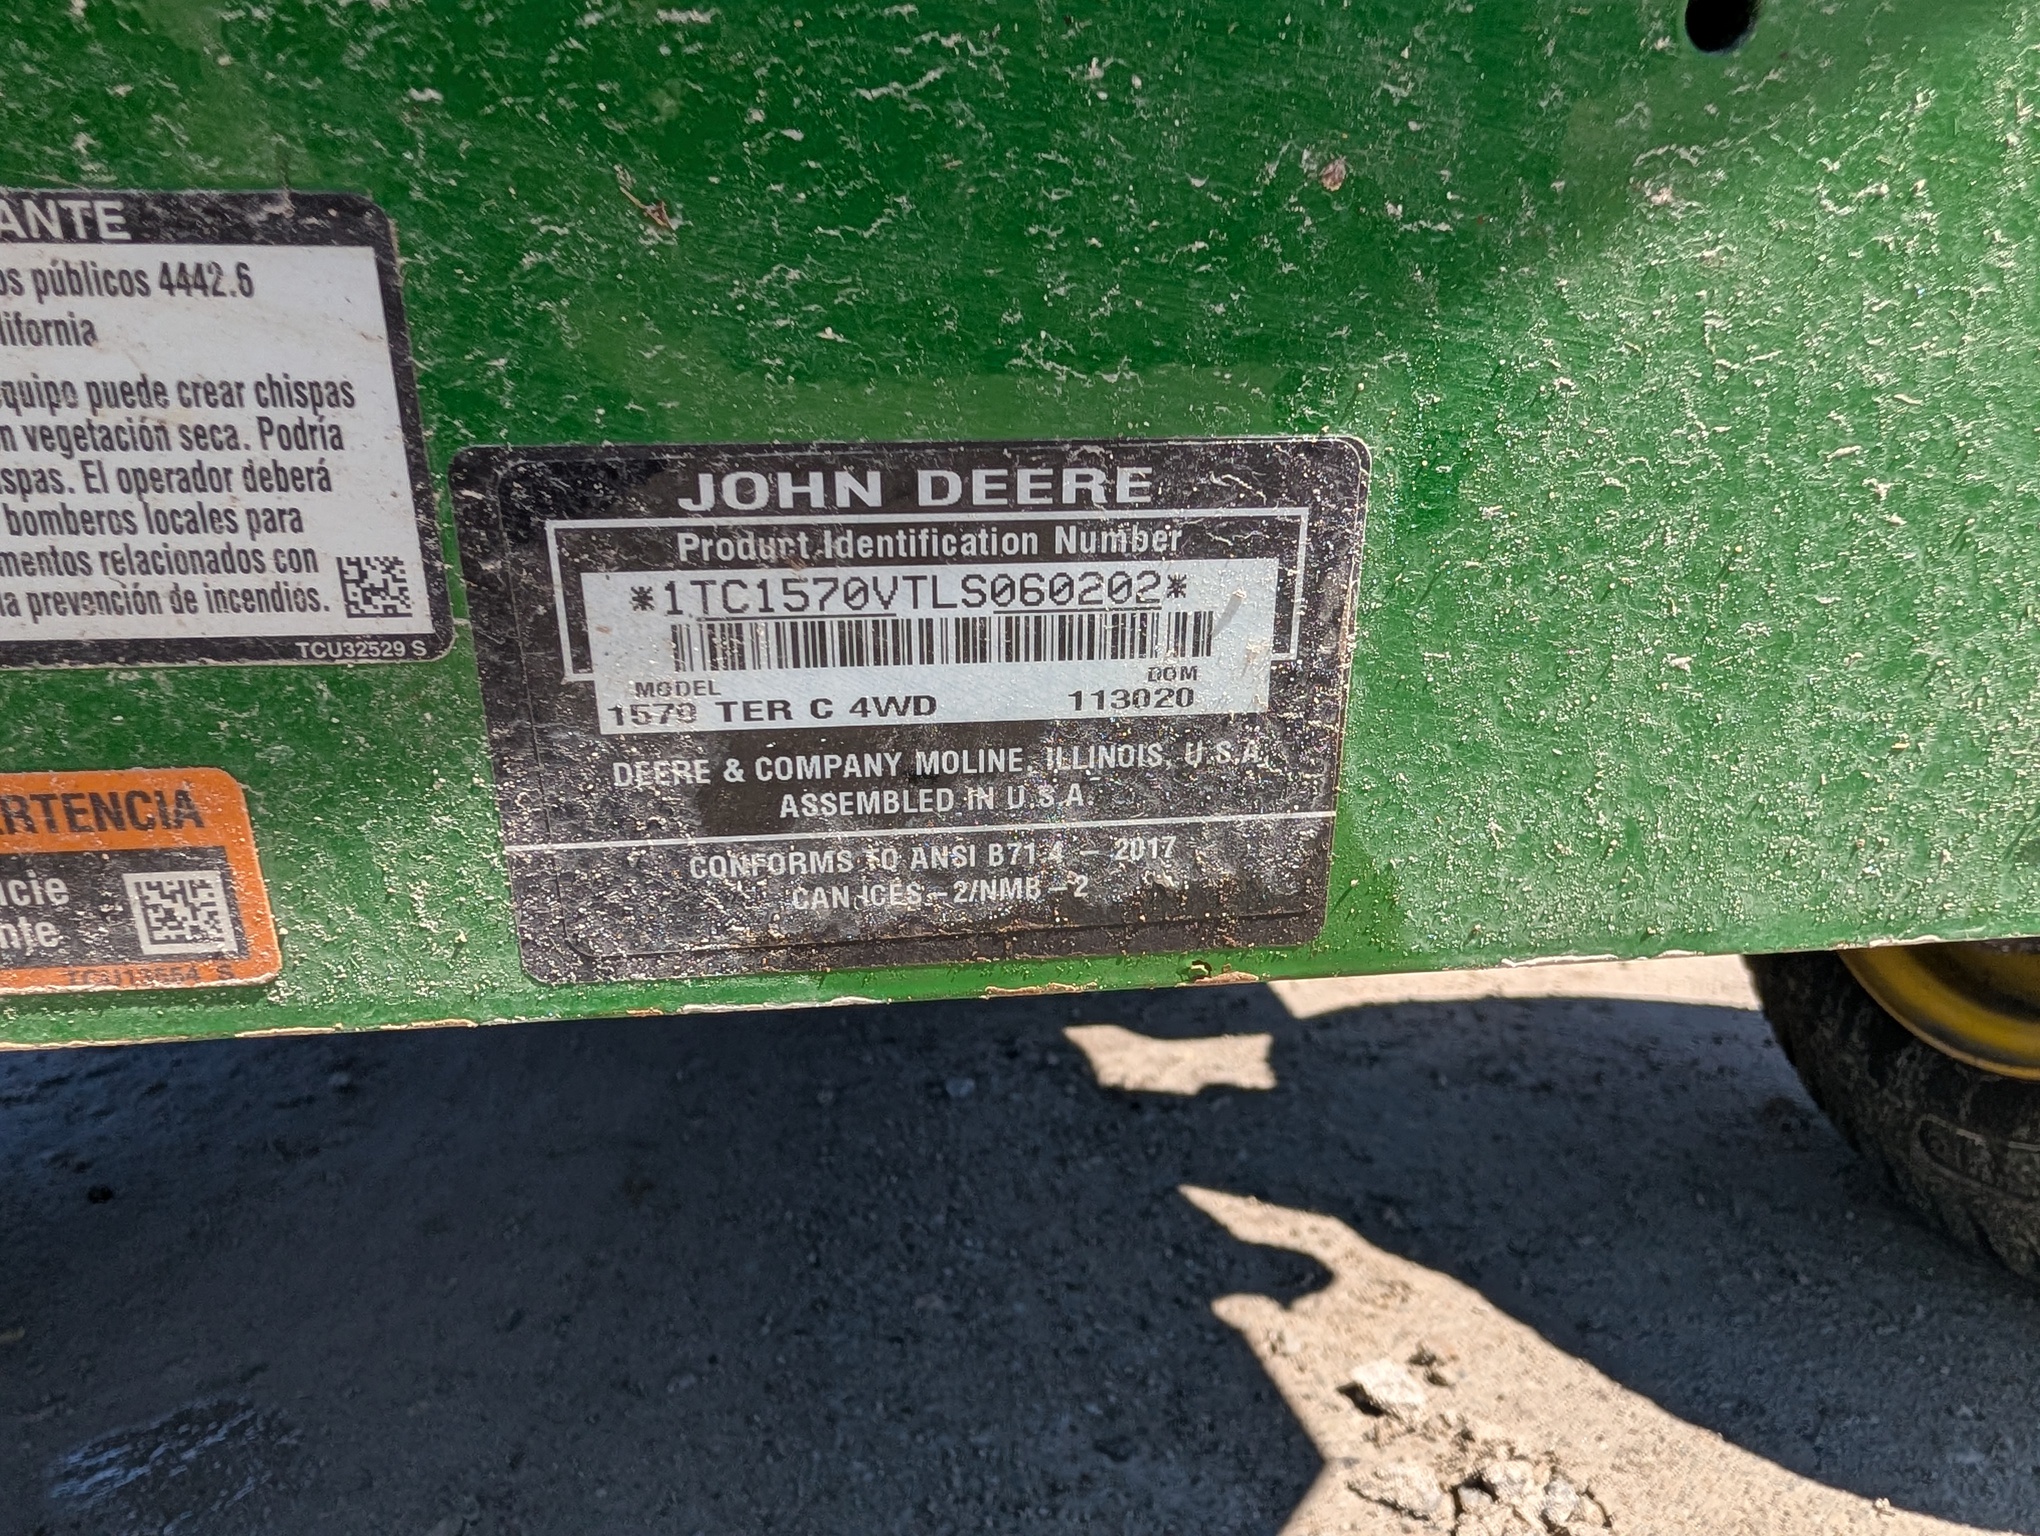 ANTE
os públicos 4442.6
lifornia
quipo puede crear chispas
n vegetación seca. Podría
ispas. El operador deberá
bomberos locales para
mentos relacionados con
la prevención de incendios.
TCU32529 S
JOHN DEERE
Product Identification Number
*1TC1570VTLS060202*
MODEL
DOM
1570 TER C 4WD
113020
DEERE & COMPANY MOLINE, ILLINOIS, U.S.A.
ASSEMBLED IN U.S.A.
CONFORMS TO ANSI B71.4 – 2017
CAN ICES – 2/NMB – 2
ERTENCIA
icie
nte